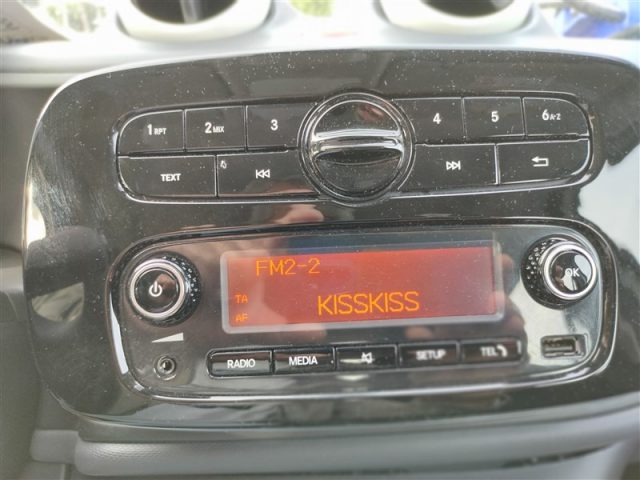 1 RPT 2 MIX 3 4 5 6 A-Z
TEXT
FM2-2
TA
KISSKISS
AF
OK
RADIO MEDIA SETUP TEL